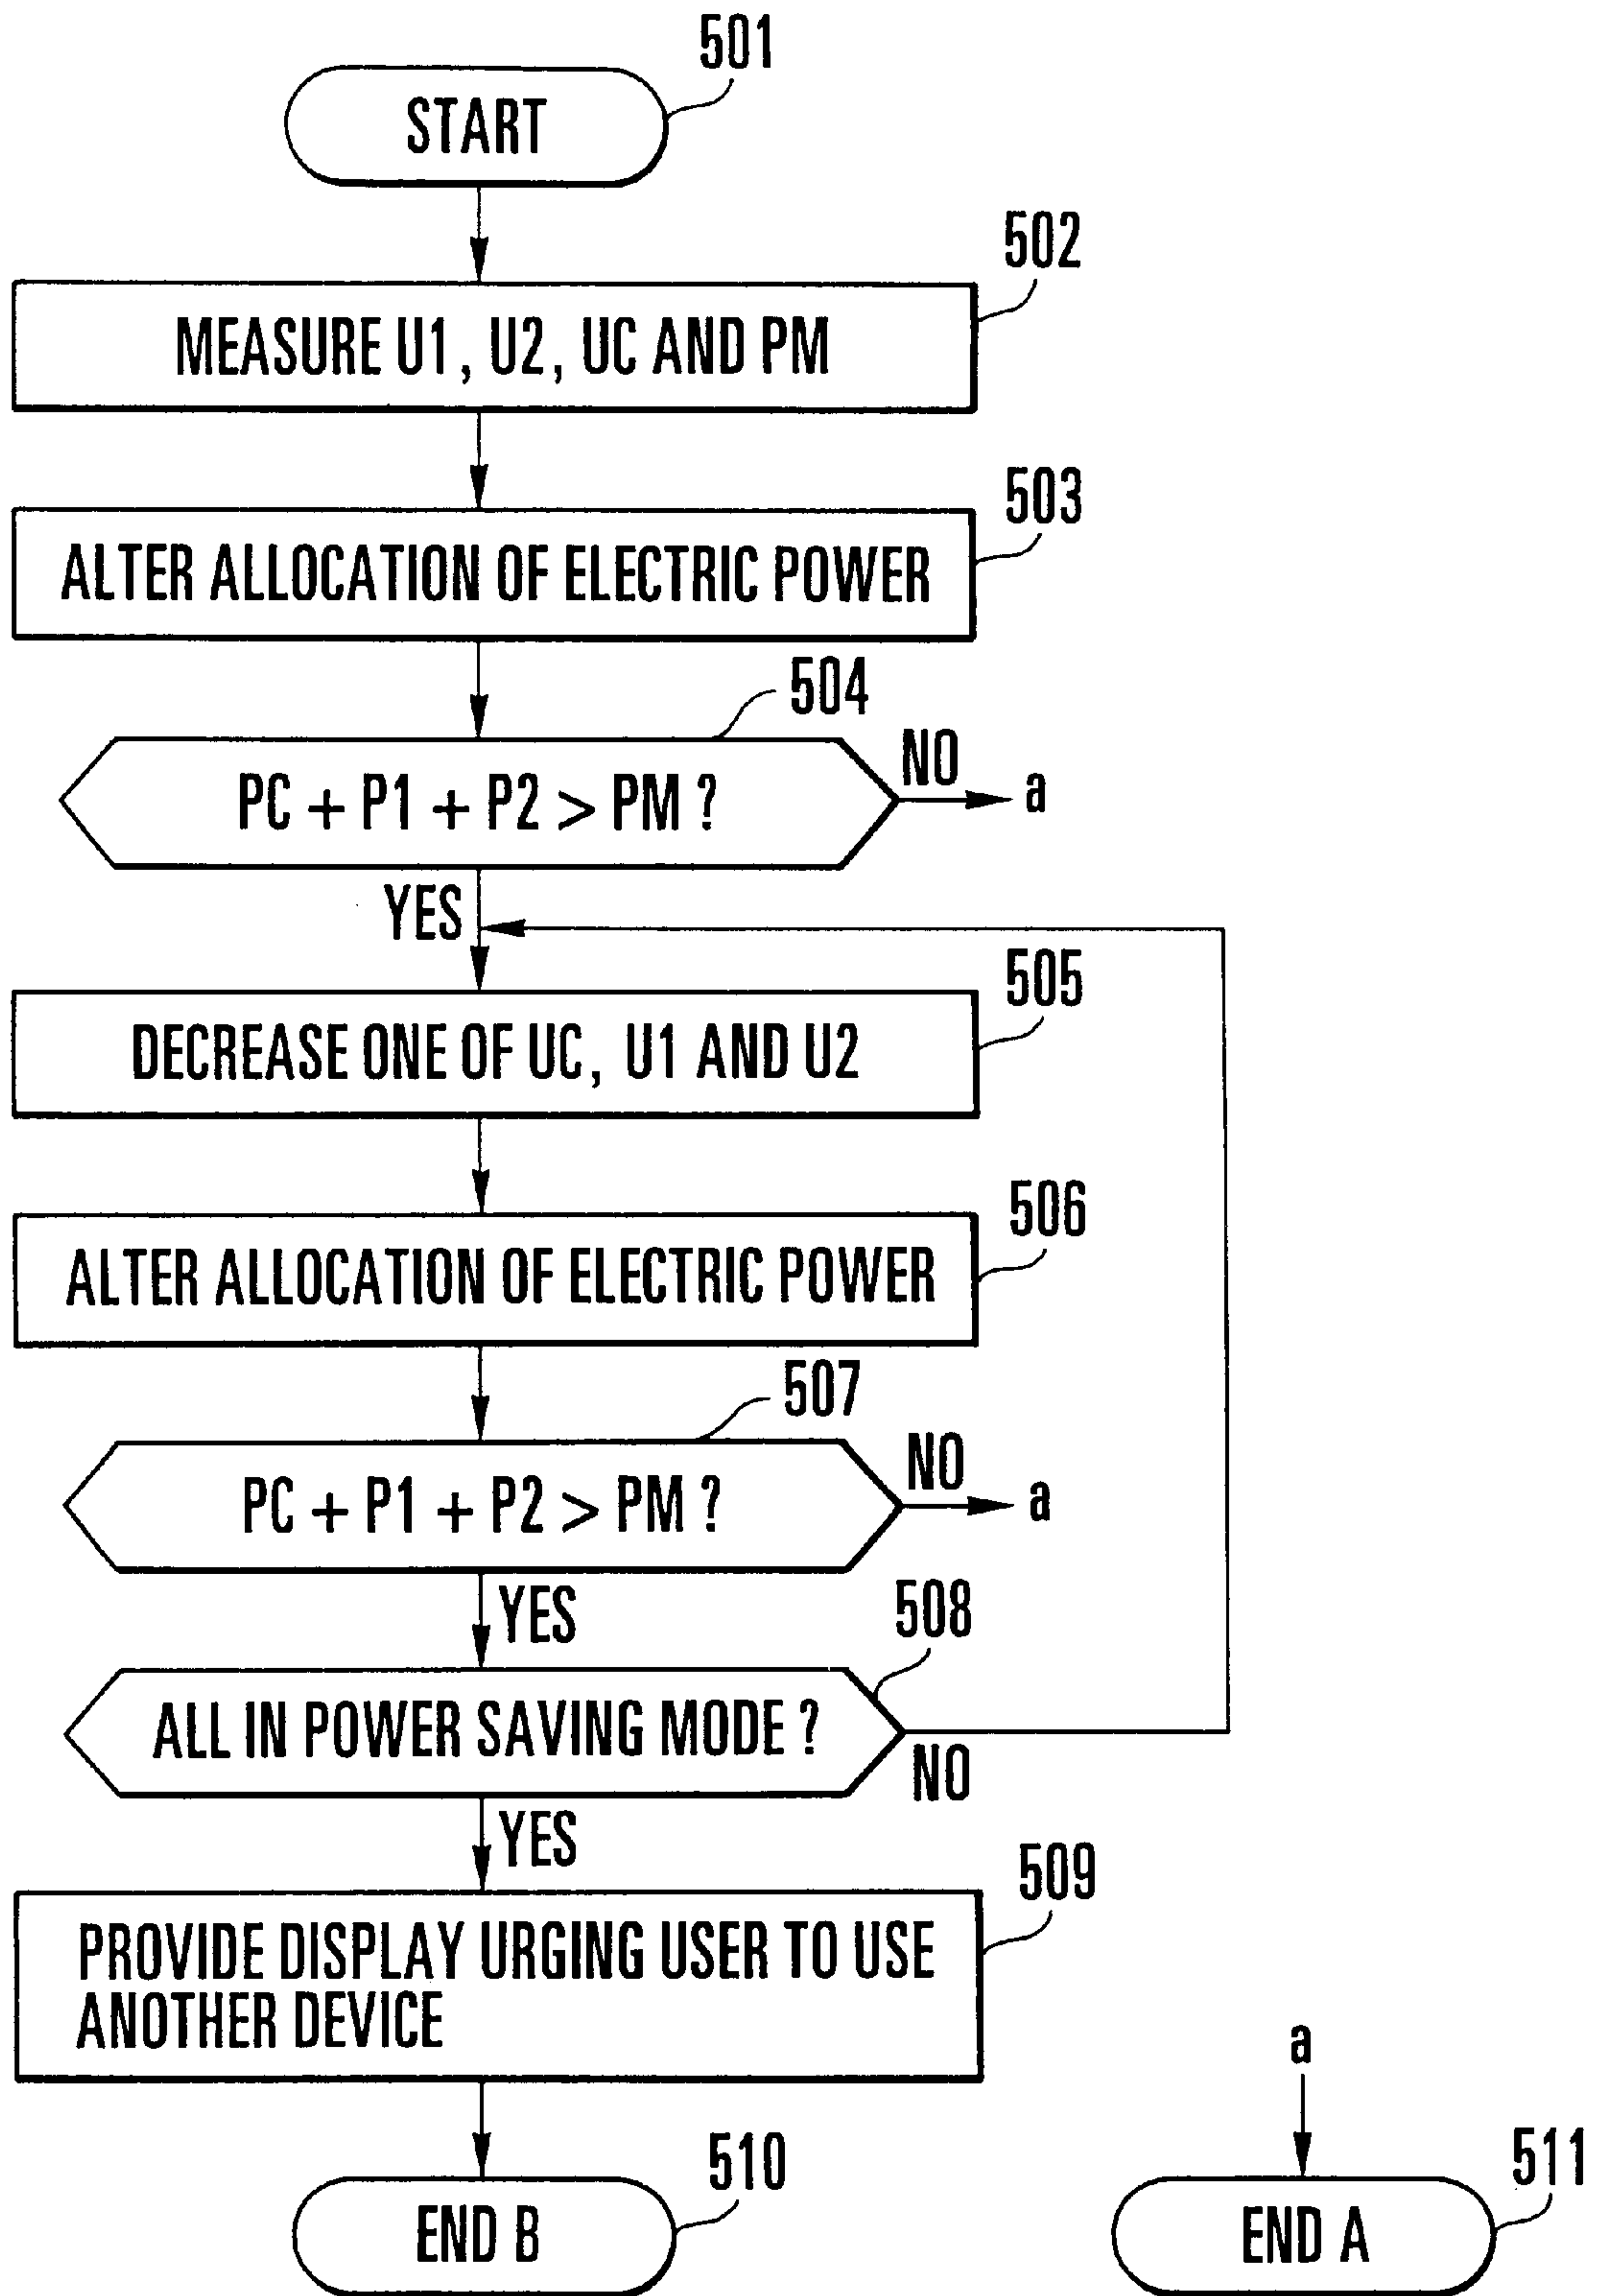 501
START
502
MEASURE U1, U2, UC AND PM
503
ALTER ALLOCATION OF ELECTRIC POWER
504
PC + P1 + P2 > PM ?
NO
a
YES
505
DECREASE ONE OF UC, U1 AND U2
506
ALTER ALLOCATION OF ELECTRIC POWER
507
PC + P1 + P2 > PM ?
NO
a
YES
508
ALL IN POWER SAVING MODE ?
NO
YES
509
PROVIDE DISPLAY URGING USER TO USE
ANOTHER DEVICE
a
510
END B
511
END A